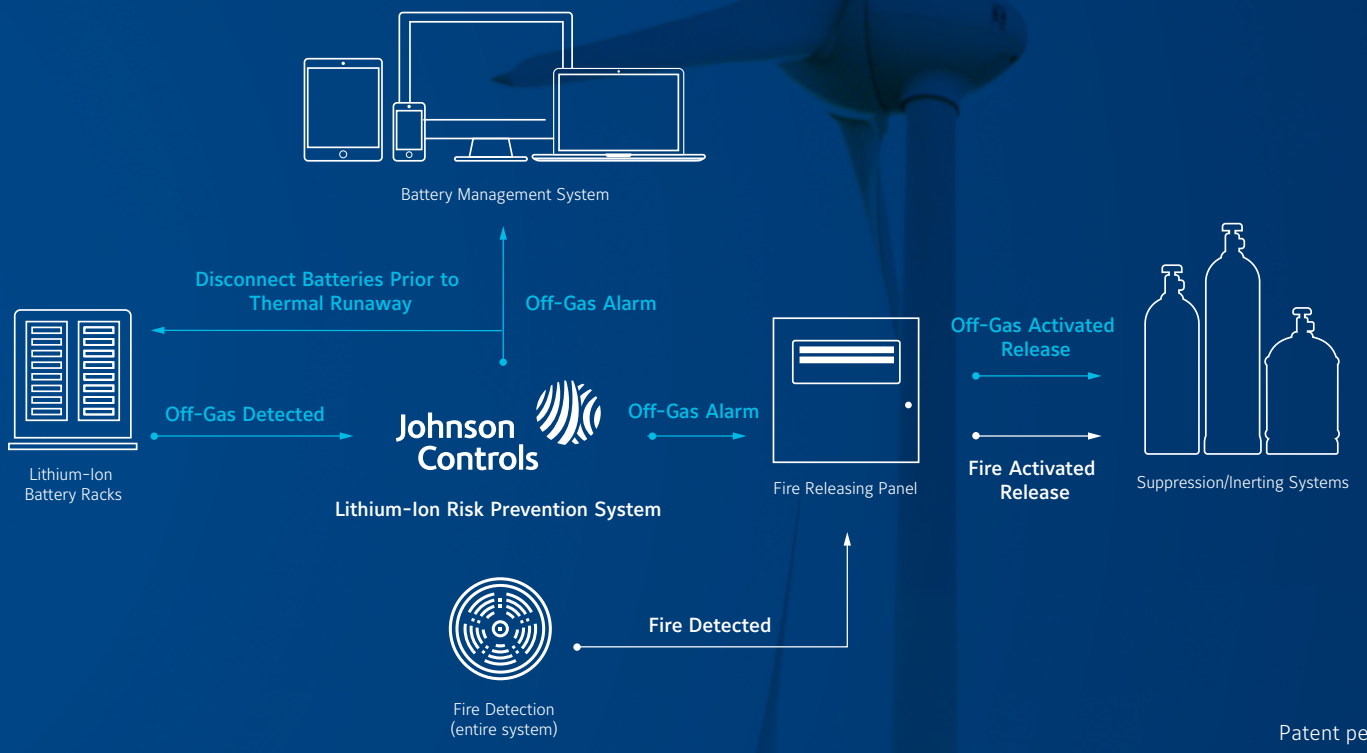 Battery Management System
Disconnect Batteries Prior to
Thermal Runaway
Off-Gas Alarm
Off-Gas Activated
Release
Off-Gas Detected
Johnson
Controls
Off-Gas Alarm
Lithium-Ion
Battery Racks
Fire Releasing Panel
Fire Activated
Release
Suppression/Inerting Systems
Lithium-Ion Risk Prevention System
Fire Detected
Fire Detection
(entire system)
Patent pe